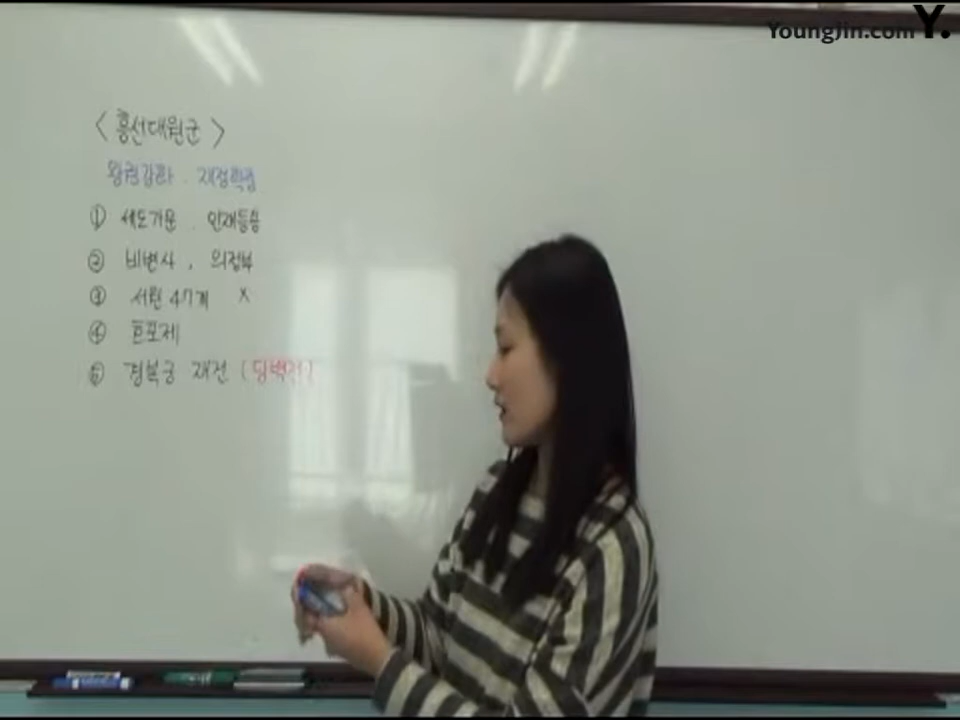 YoungJin.com Y.
<흥선대원군>
왕권강화 . 재정확충
① 세도가문 . 인재등용
② 비변사 , 의정부
③ 서원 47개 X
④ 호포제
⑤ 경복궁 재건 (당백전)